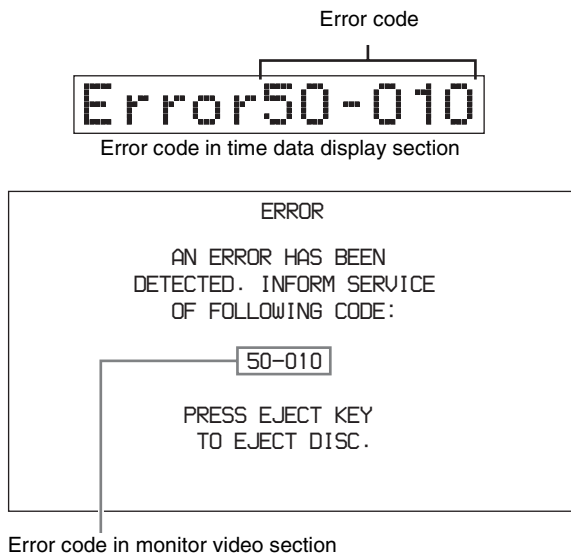 Error code
Error50-010
Error code in time data display section
ERROR
AN ERROR HAS BEEN
DETECTED. INFORM SERVICE
OF FOLLOWING CODE:
50-010
PRESS EJECT KEY
TO EJECT DISC.
Error code in monitor video section